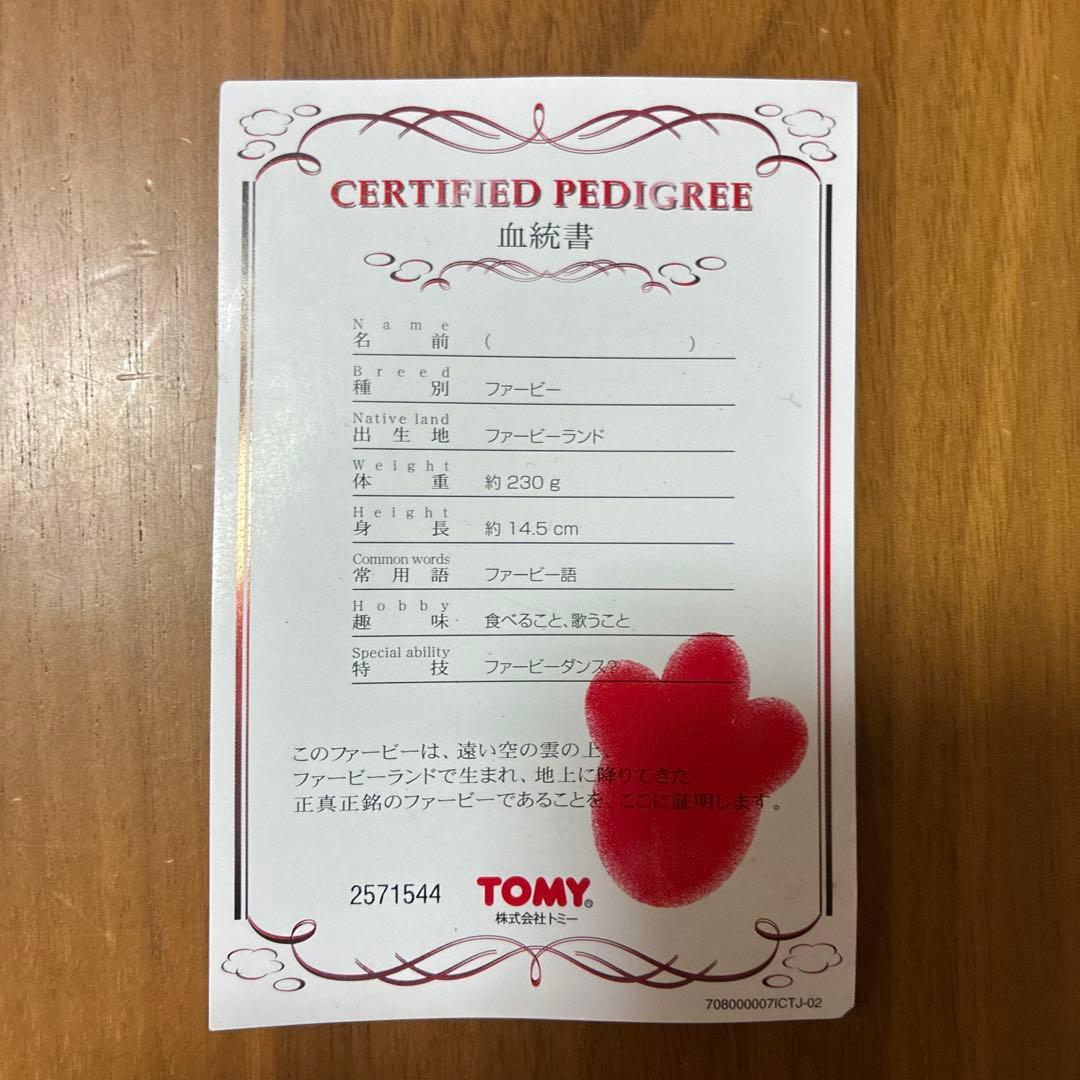 CERTIFIED PEDIGREE
血統書
Name
名前 ( )
Breed
種別 ファービー
Native land
出生地 ファービーランド
Weight
体重 約230g
Height
身長 約14.5cm
Common words
常用語 ファービー語
Hobby
趣味 食べること、歌うこと
Special ability
特技 ファービーダンス?
このファービーは、遠い空の雲の上、
ファービーランドで生まれ、地上に降りてきた
正真正銘のファービーであることを、ここに証明します。
2571544 TOMY®
株式会社トミー
708000007ICTJ-02